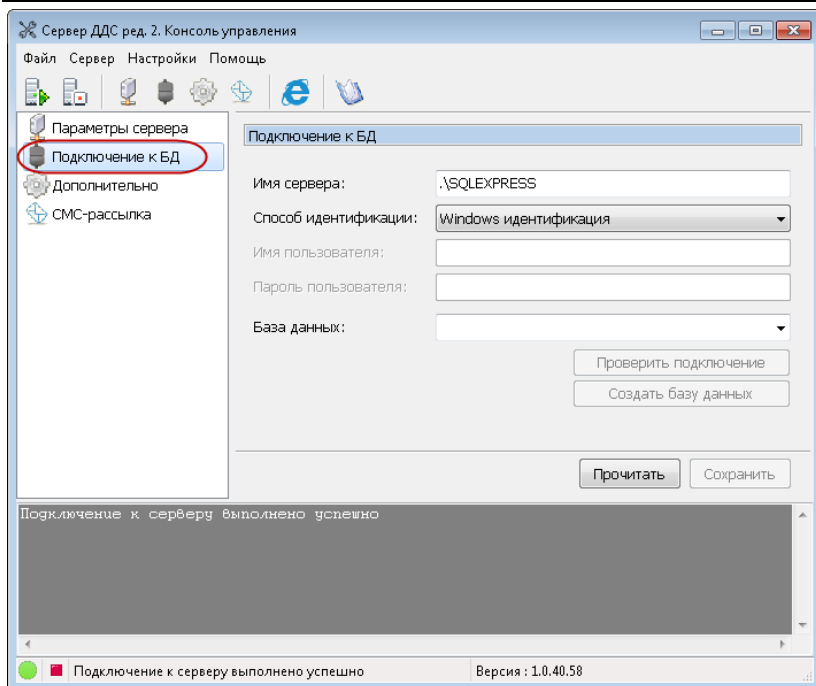 Сервер ДДС ред. 2. Консоль управления
Файл Сервер Настройки Помощь
Параметры сервера
Подключение к БД
Дополнительно
СМС-рассылка
Подключение к БД
Имя сервера: .\SQLEXPRESS
Способ идентификации: Windows идентификация
Имя пользователя:
Пароль пользователя:
База данных:
Проверить подключение
Создать базу данных
Прочитать Сохранить
Подключение к серверу выполнено успешно
Подключение к серверу выполнено успешно Версия : 1.0.40.58